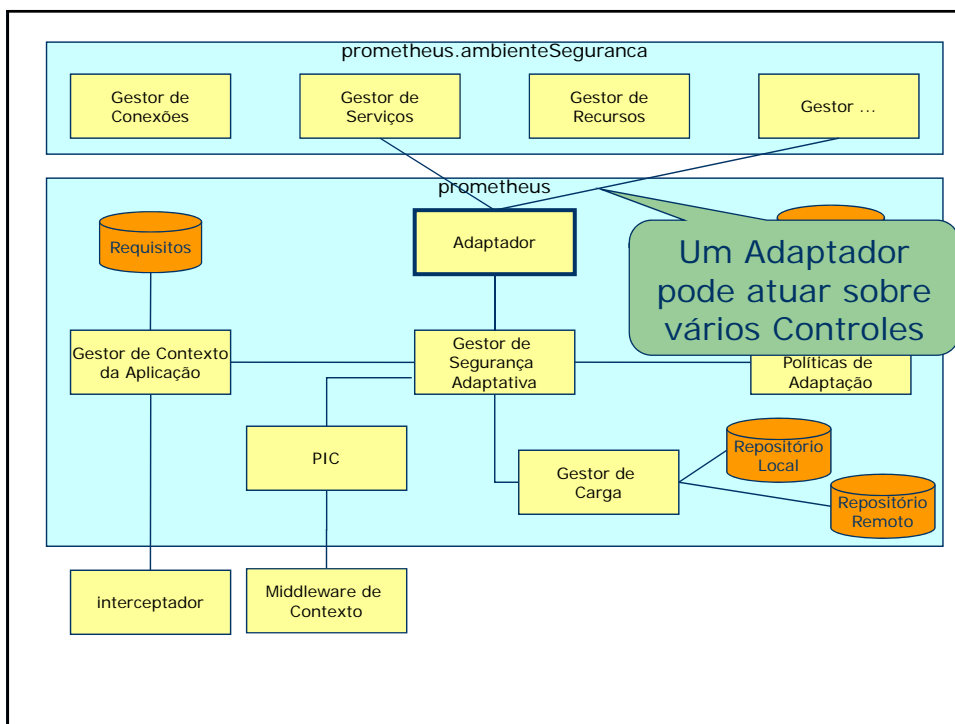 prometheus.ambienteSeguranca
Gestor de
Conexões
Gestor de
Serviços
Gestor de
Recursos
Gestor ...
prometheus
Requisitos
Adaptador
Um Adaptador
pode atuar sobre
vários Controles
Gestor de Contexto
da Aplicação
Gestor de
Segurança
Adaptativa
Políticas de
Adaptação
PIC
Gestor de
Carga
Repositório
Local
Repositório
Remoto
interceptador
Middleware de
Contexto